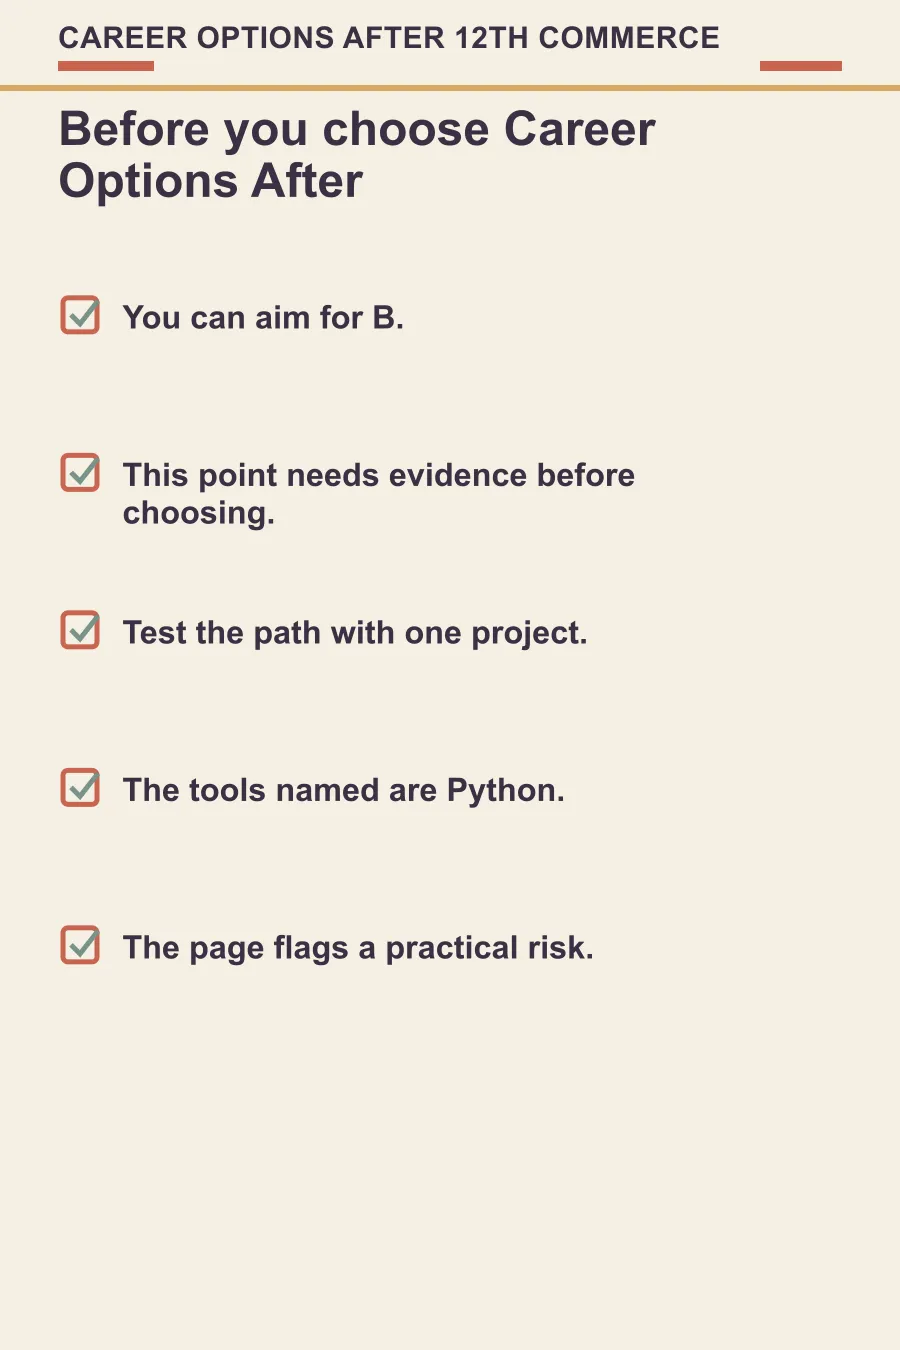 CAREER OPTIONS AFTER 12TH COMMERCE
Before you choose Career
Options After
You can aim for B.
This point needs evidence before
choosing.
Test the path with one project.
The tools named are Python.
The page flags a practical risk.